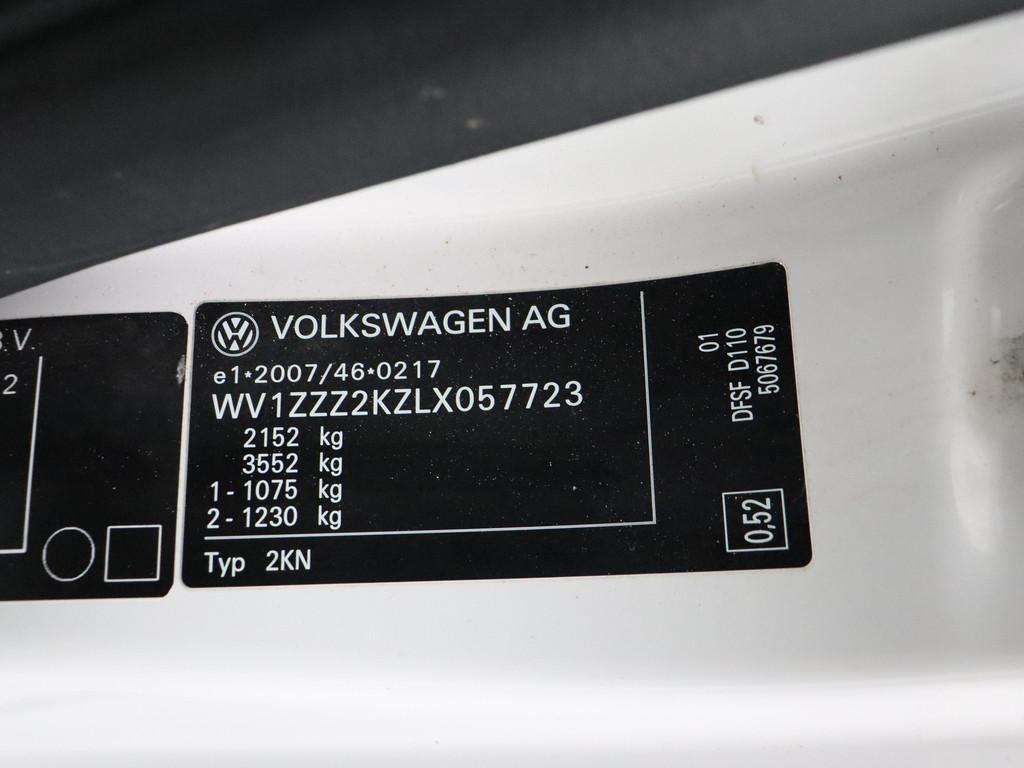 B.V.
2
VOLKSWAGEN AG
e1*2007/46*0217
WV1ZZZ2KZLX057723
2152 kg
3552 kg
1 - 1075 kg
2 - 1230 kg
Typ 2KN
01
DFSF D110
5067679
0,52